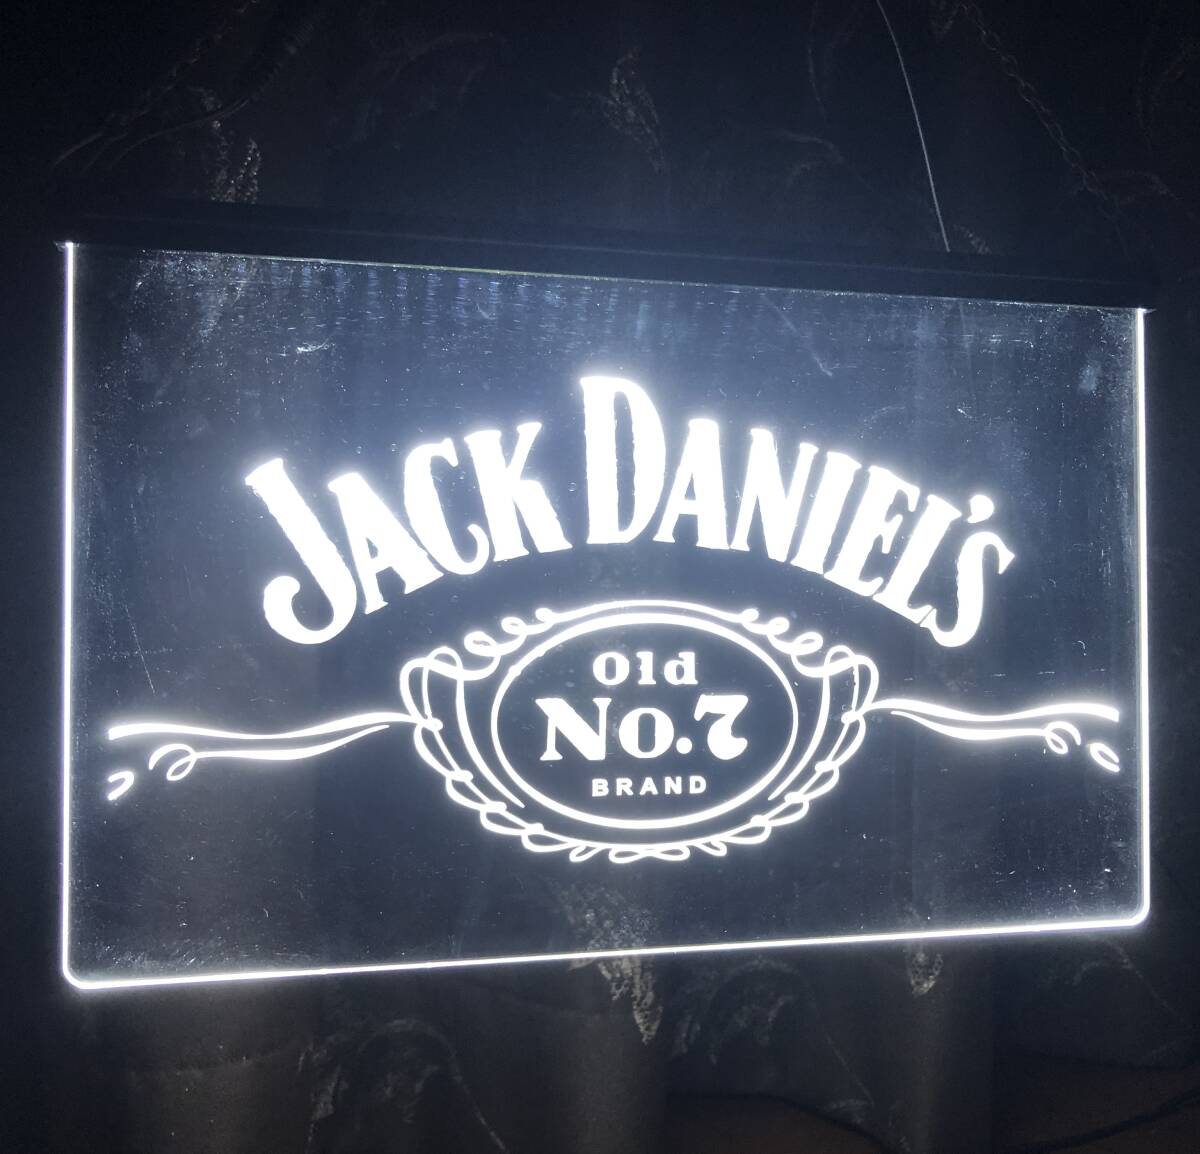 JACK DANIEL'S
Old
No.7
BRAND